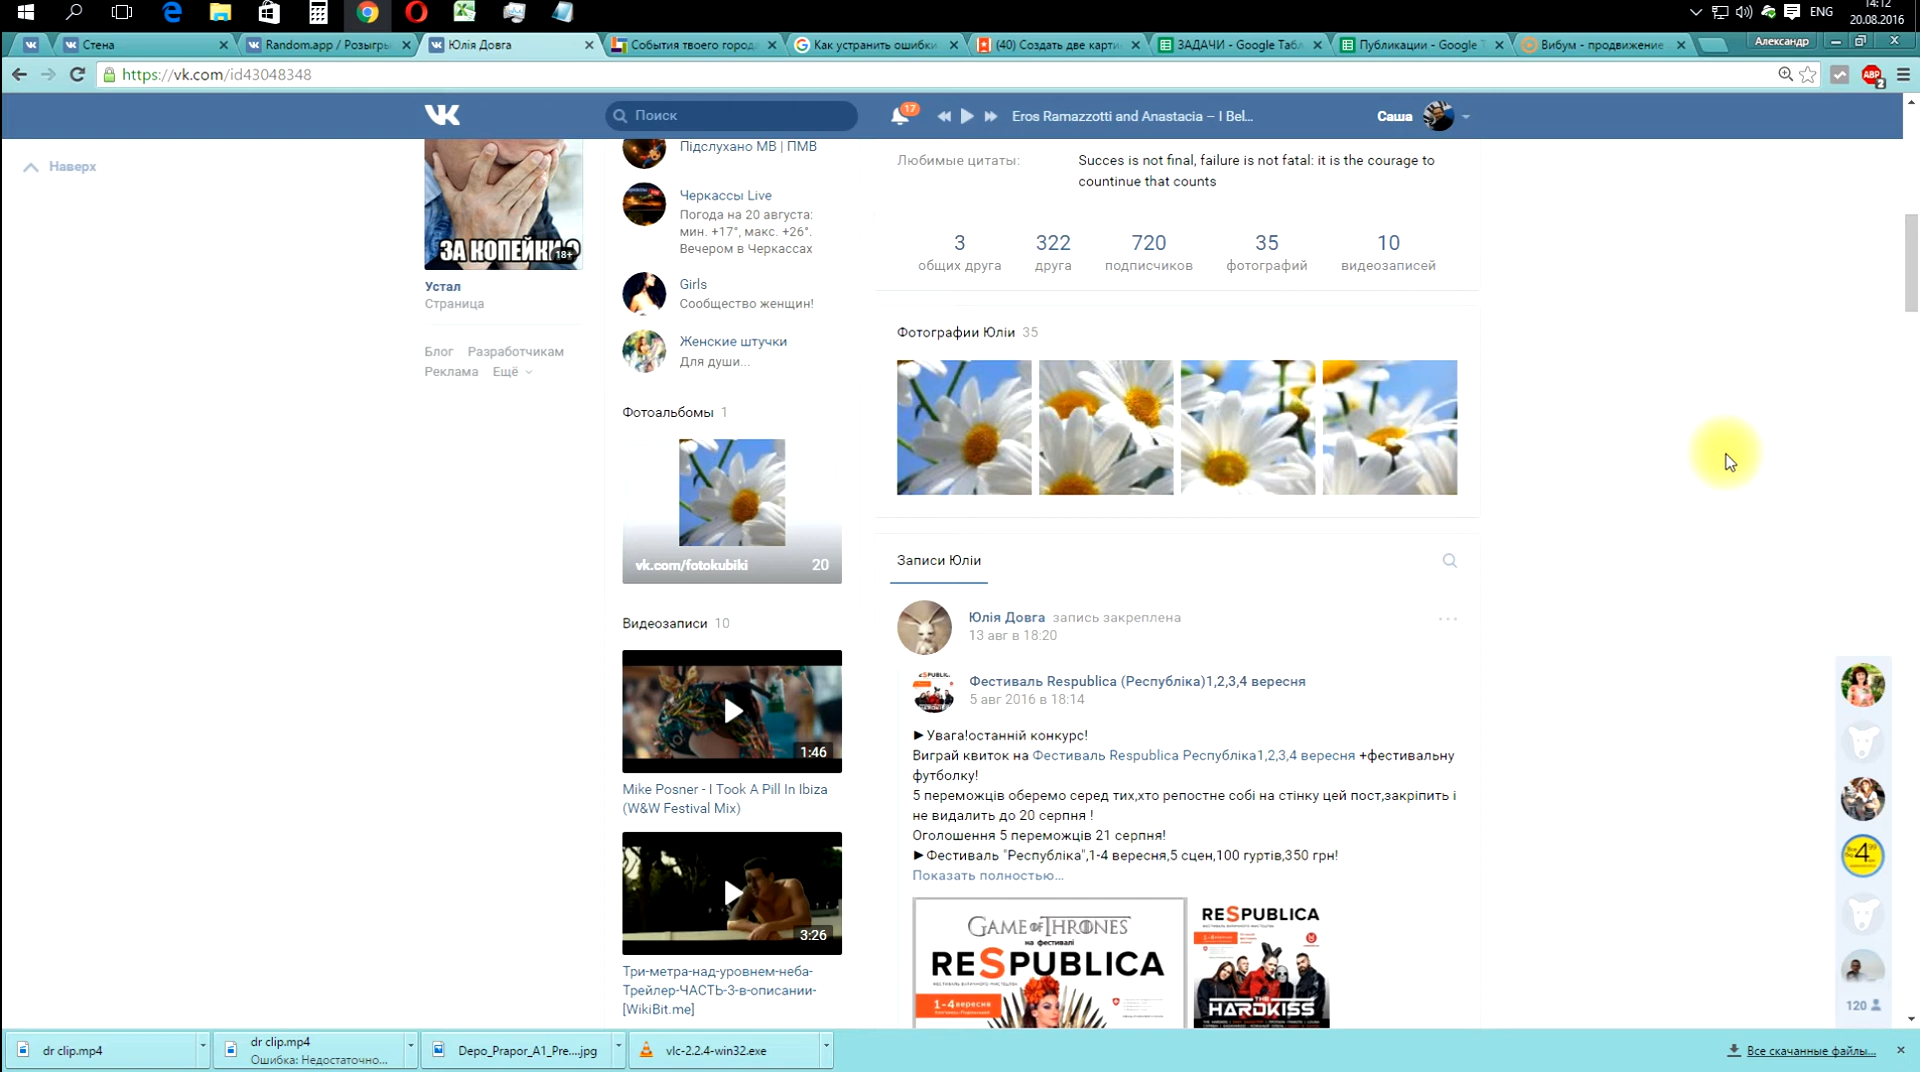 14:12
ENG
20.08.2016
Стена
Random.app / Розыгры
Юлія Довга
События твоего город
Как устранить ошибки
(40) Создать две карти
ЗАДАЧИ - Google Табл
Публикации - Google Т
Вибум - продвижение
Александр
https://vk.com/id43048348
ABP
2
Поиск
17
Eros Ramazzotti and Anastacia – I Bel...
Саша
Наверх
ЗА КОПЕЙКИ?
18+
Устал
Страница
Блог Разработчикам
Реклама Ещё
Підслухано МВ | ПМВ
Черкассы Live
Погода на 20 августа:
мин. +17°, макс. +26°.
Вечером в Черкассах
Girls
Сообщество женщин!
Женские штучки
Для души...
Фотоальбомы 1
vk.com/fotokubiki 20
Видеозаписи 10
1:46
Mike Posner - I Took A Pill In Ibiza
(W&W Festival Mix)
3:26
Три-метра-над-уровнем-неба-
Трейлер-ЧАСТЬ-3-в-описании-
[WikiBit.me]
Любимые цитаты:
Succes is not final, failure is not fatal: it is the courage to
countinue that counts
3 322 720 35 10
общих друга друга подписчиков фотографий видеозаписей
Фотографии Юлии 35
Записи Юлії
Юлія Довга запись закреплена
13 авг в 18:20
Фестиваль Respublica (Республіка)1,2,3,4 вересня
5 авг 2016 в 18:14
►Увага!останній конкурс!
Виграй квиток на Фестиваль Respublica Республіка1,2,3,4 вересня +фестивальну
футболку!
5 переможців оберемо серед тих,хто репостне собі на стінку цей пост,закріпить і
не видалить до 20 серпня !
Оголошення 5 переможців 21 серпня!
►Фестиваль "Республіка",1-4 вересня,5 сцен,100 гуртів,350 грн!
Показать полностью...
GAME OF THRONES
на фестивалі
RESPUBLICA
1-4 вересня
RESPUBLICA
THE
HARDKISS
120
dr clip.mp4
dr clip.mp4
Ошибка: Недостаточно...
Depo_Prapor_A1_Pre....jpg
vlc-2.2.4-win32.exe
Все скачанные файлы...